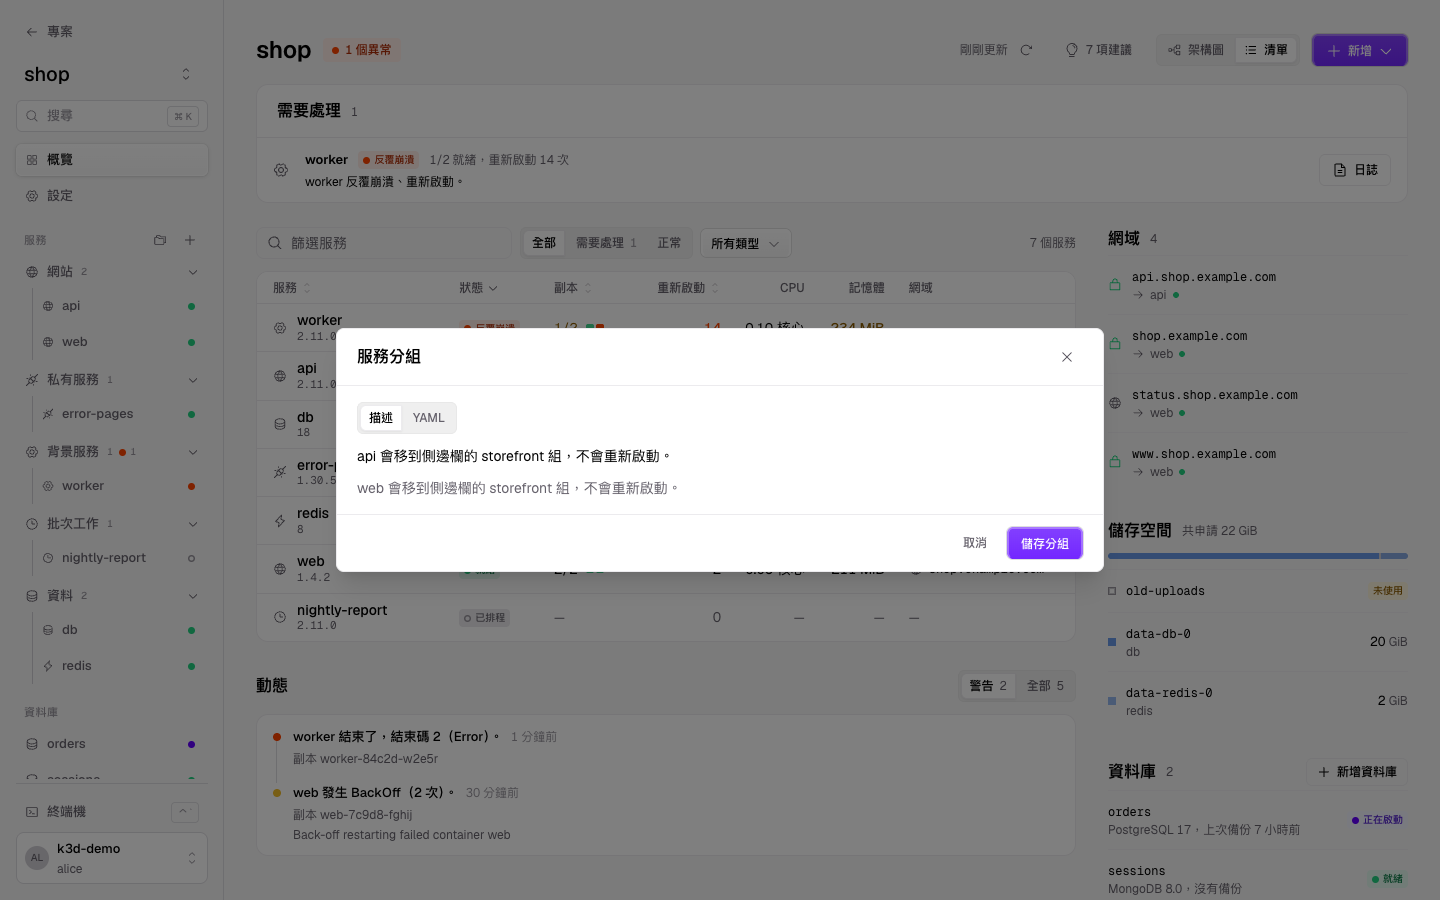 專案
shop
搜尋
⌘ K
概覽
設定
服務
網站 2
api
web
私有服務 1
error-pages
背景服務 1 1
worker
批次工作 1
nightly-report
資料 2
db
redis
資料庫
orders
終端機
AL
k3d-demo
alice
shop
1 個異常
剛剛更新
7 項建議
架構圖
清單
新增
需要處理 1
worker 反覆崩潰 1/2 就緒，重新啟動 14 次
worker 反覆崩潰、重新啟動。
日誌
篩選服務
全部
需要處理 1
正常
所有類型
7 個服務
服務 狀態 副本 重新啟動 CPU 記憶體 網域
worker
2.11.0
api
2.11.0
db
18
error-p
1.30.5
redis
8
web
1.4.2
nightly-report
2.11.0
已排程 — 0 — — —
服務分組
描述
YAML
api 會移到側邊欄的 storefront 組，不會重新啟動。
web 會移到側邊欄的 storefront 組，不會重新啟動。
取消
儲存分組
動態
警告 2
全部 5
worker 結束了，結束碼 2（Error）。 1 分鐘前
副本 worker-84c2d-w2e5r
web 發生 BackOff（2 次）。 30 分鐘前
副本 web-7c9d8-fghij
Back-off restarting failed container web
網域 4
api.shop.example.com
→ api
shop.example.com
→ web
status.shop.example.com
→ web
www.shop.example.com
→ web
儲存空間 共申請 22 GiB
old-uploads
未使用
data-db-0
db
20 GiB
data-redis-0
redis
2 GiB
資料庫 2
新增資料庫
orders
PostgreSQL 17，上次備份 7 小時前
正在啟動
sessions
MongoDB 8.0，沒有備份
就緒